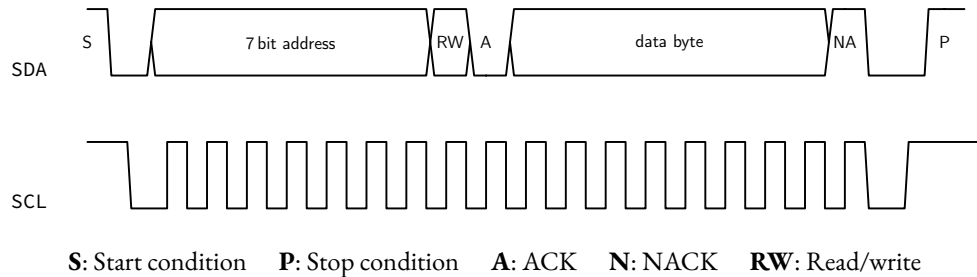 S 7 bit address RW A data byte NA P
SDA
SCL
S: Start condition P: Stop condition A: ACK N: NACK RW: Read/write